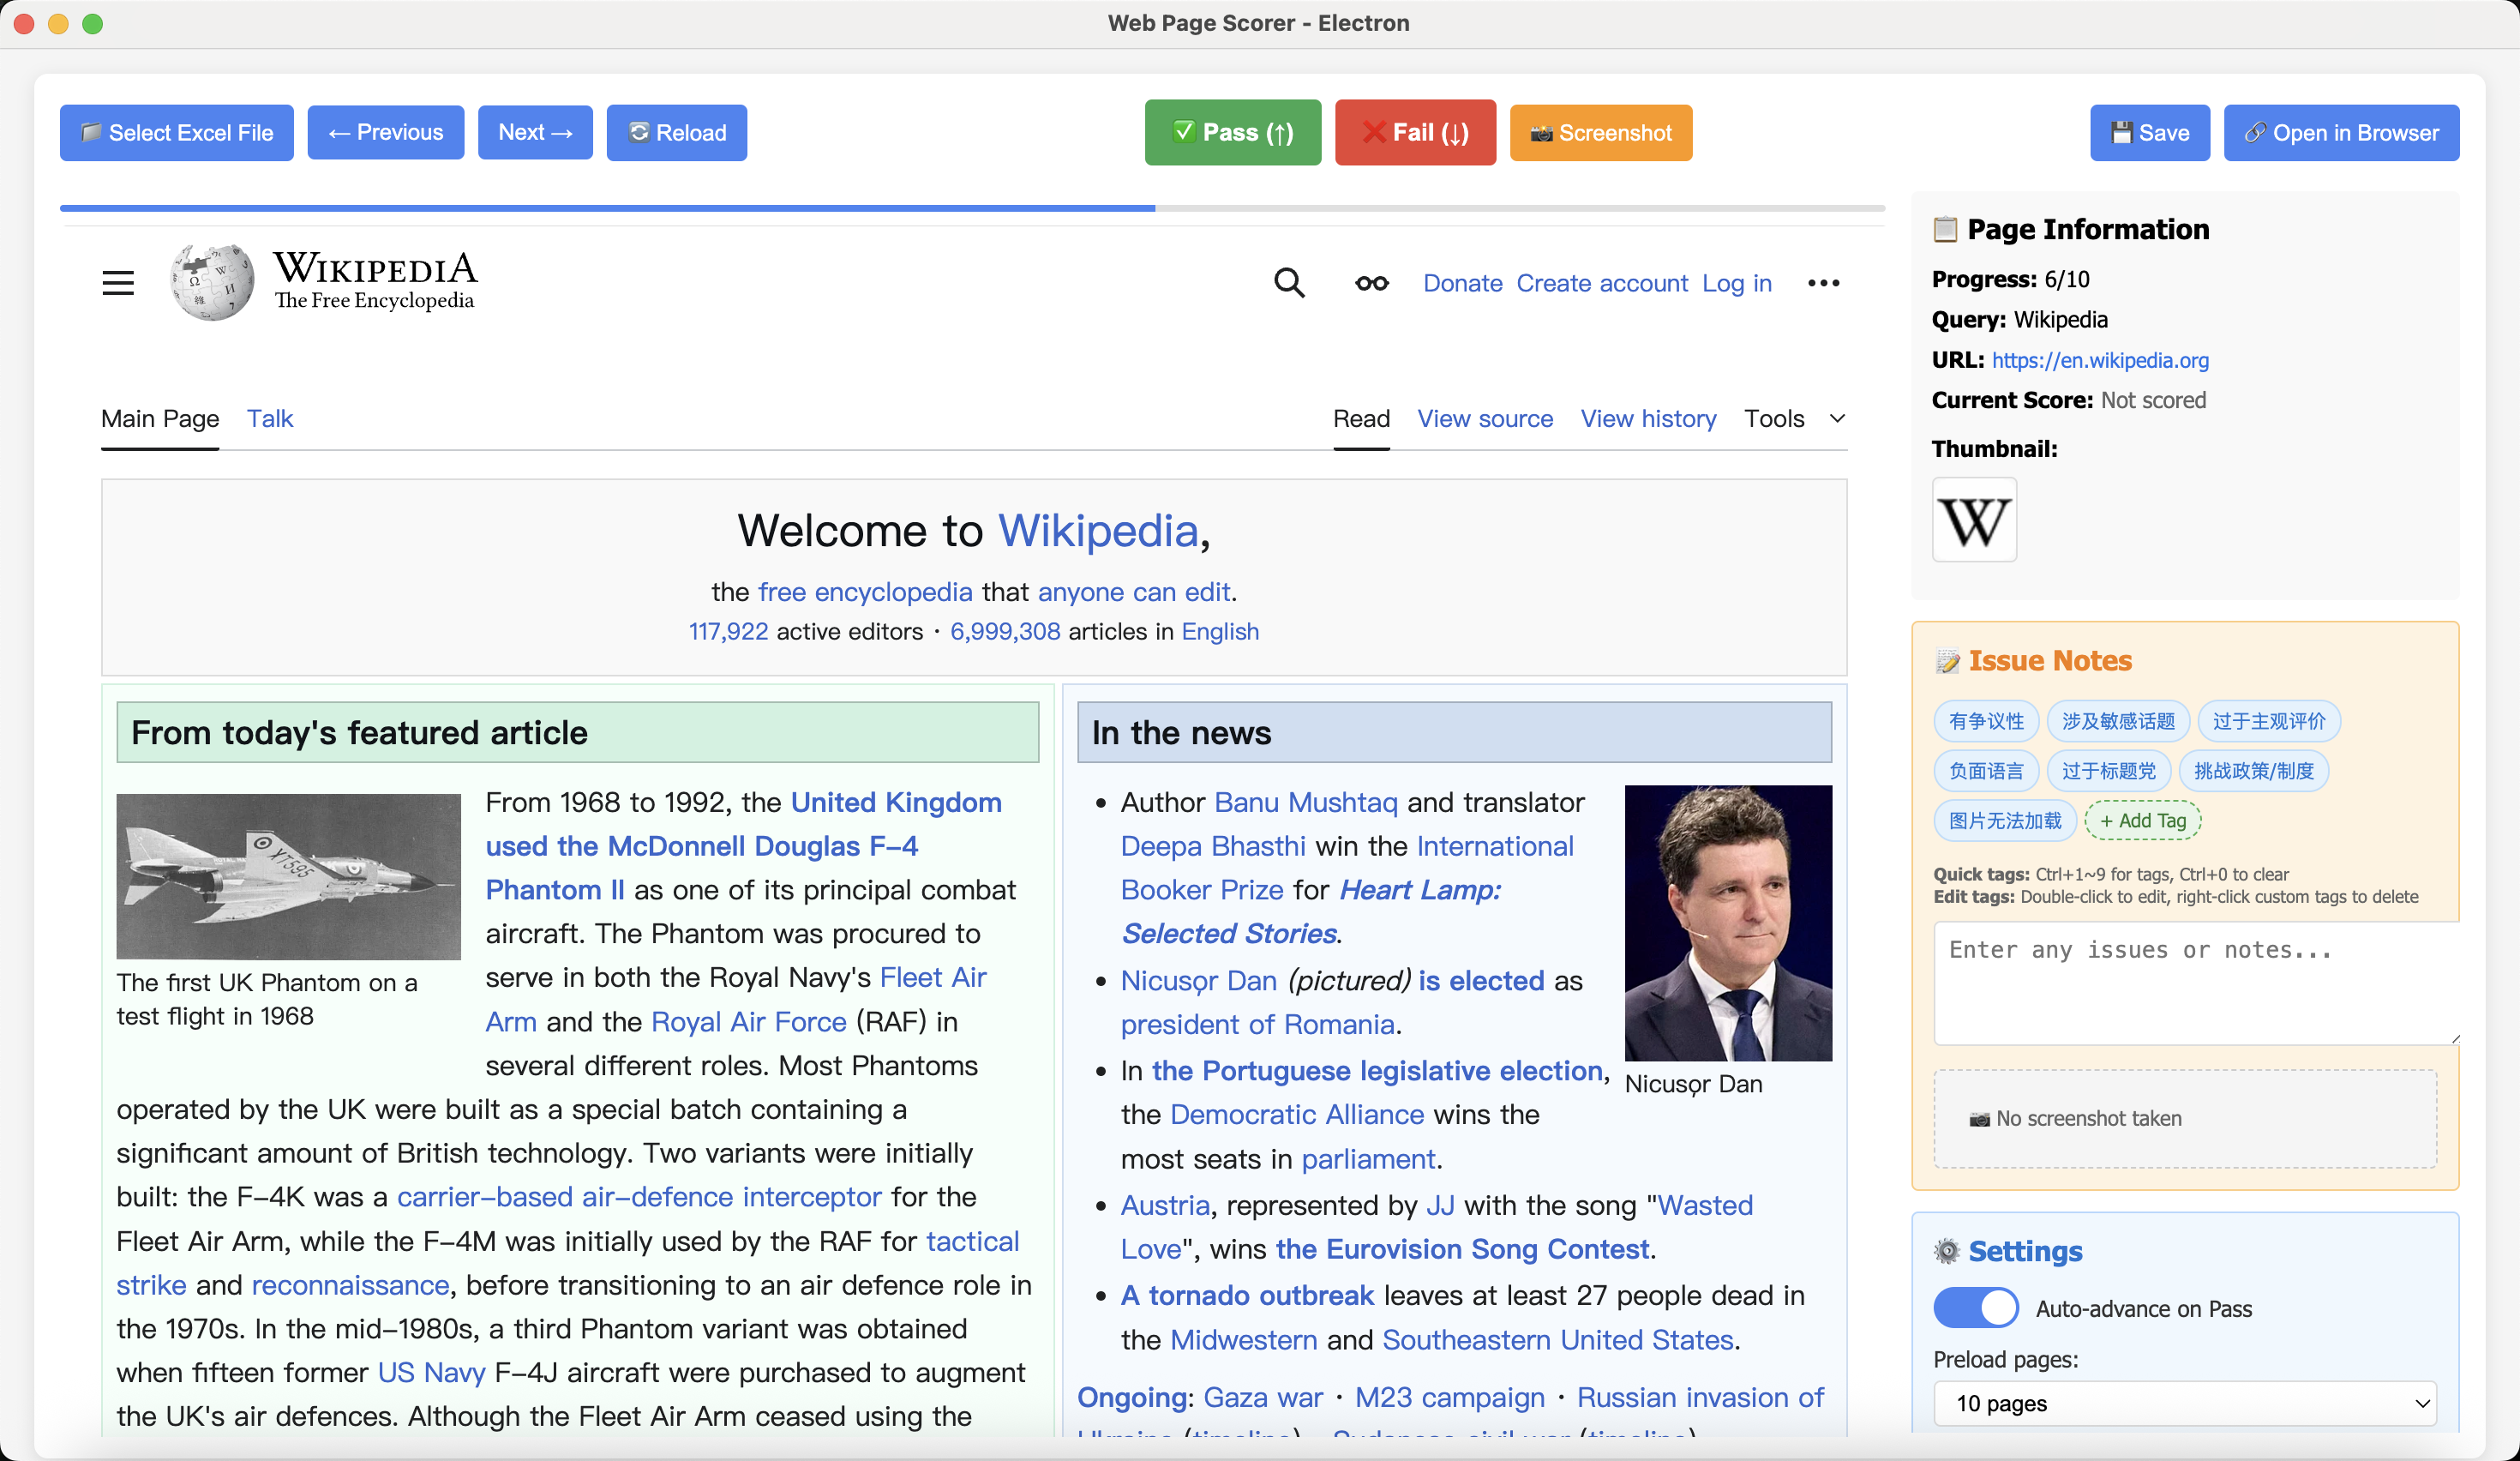 Web Page Scorer - Electron
Select Excel File
← Previous
Next →
Reload
Pass (↑)
Fail (↓)
Screenshot
Save
Open in Browser
WIKIPEDIA
The Free Encyclopedia
Donate Create account Log in
Main Page Talk
Read View source View history Tools
Welcome to Wikipedia,
the free encyclopedia that anyone can edit.
117,922 active editors · 6,999,308 articles in English
From today's featured article
XT595
The first UK Phantom on a
test flight in 1968
From 1968 to 1992, the United Kingdom
used the McDonnell Douglas F-4
Phantom II as one of its principal combat
aircraft. The Phantom was procured to
serve in both the Royal Navy's Fleet Air
Arm and the Royal Air Force (RAF) in
several different roles. Most Phantoms
operated by the UK were built as a special batch containing a
significant amount of British technology. Two variants were initially
built: the F-4K was a carrier-based air-defence interceptor for the
Fleet Air Arm, while the F-4M was initially used by the RAF for tactical
strike and reconnaissance, before transitioning to an air defence role in
the 1970s. In the mid-1980s, a third Phantom variant was obtained
when fifteen former US Navy F-4J aircraft were purchased to augment
the UK's air defences. Although the Fleet Air Arm ceased using the
In the news
• Author Banu Mushtaq and translator
Deepa Bhasthi win the International
Booker Prize for Heart Lamp:
Selected Stories.
• Nicușor Dan (pictured) is elected as
president of Romania.
• In the Portuguese legislative election,
the Democratic Alliance wins the
most seats in parliament.
• Austria, represented by JJ with the song "Wasted
Love", wins the Eurovision Song Contest.
• A tornado outbreak leaves at least 27 people dead in
the Midwestern and Southeastern United States.
Nicușor Dan
Ongoing: Gaza war · M23 campaign · Russian invasion of
Ukraine (timeline) · Sudanese civil war (timeline)
Page Information
Progress: 6/10
Query: Wikipedia
URL: https://en.wikipedia.org
Current Score: Not scored
Thumbnail:
W
Issue Notes
有争议性 涉及敏感话题 过于主观评价
负面语言 过于标题党 挑战政策/制度
图片无法加载 + Add Tag
Quick tags: Ctrl+1~9 for tags, Ctrl+0 to clear
Edit tags: Double-click to edit, right-click custom tags to delete
Enter any issues or notes...
No screenshot taken
Settings
Auto-advance on Pass
Preload pages:
10 pages